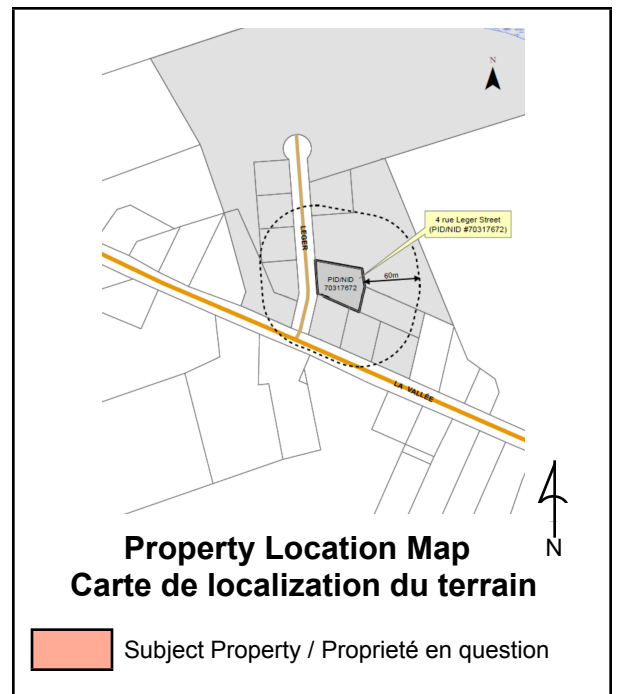 N
4 rue Leger Street
(PID/NID #70317672)
LEGER
PID/NID
70317672
60m
LA VALLÉE
N
Property Location Map
Carte de localization du terrain
Subject Property / Proprieté en question